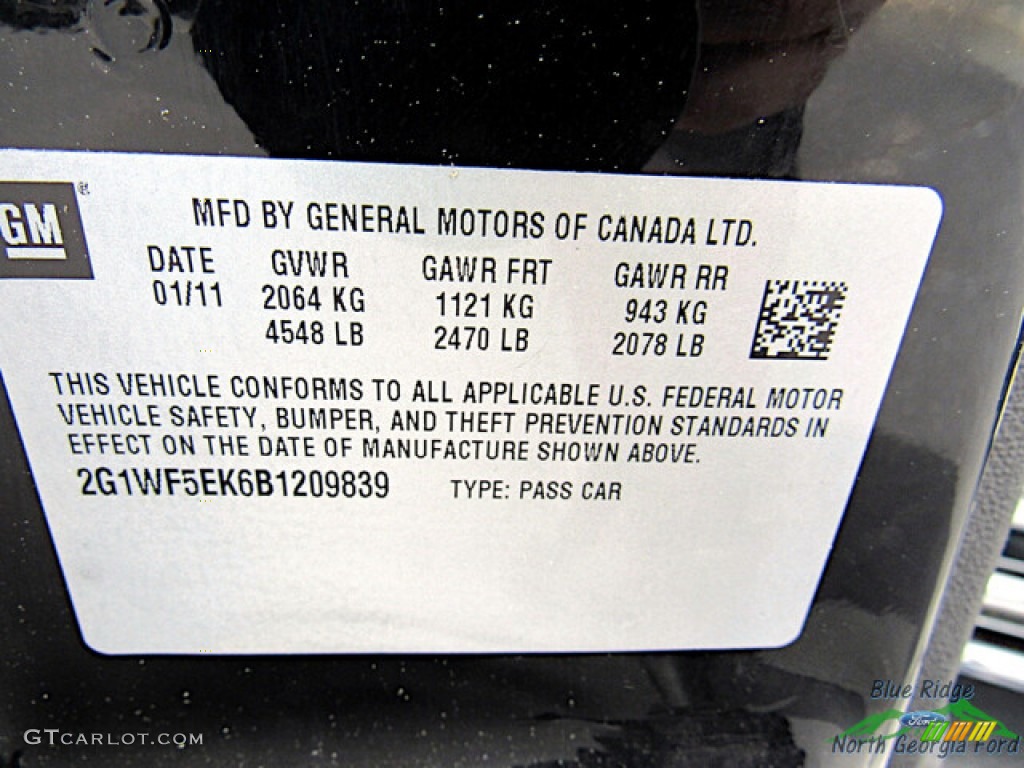 GM ®
MFD BY GENERAL MOTORS OF CANADA LTD.
DATE GVWR GAWR FRT GAWR RR
01/11 2064 KG 1121 KG 943 KG
4548 LB 2470 LB 2078 LB
THIS VEHICLE CONFORMS TO ALL APPLICABLE U.S. FEDERAL MOTOR
VEHICLE SAFETY, BUMPER, AND THEFT PREVENTION STANDARDS IN
EFFECT ON THE DATE OF MANUFACTURE SHOWN ABOVE.
2G1WF5EK6B1209839 TYPE: PASS CAR
Blue Ridge
Ford
North Georgia Ford
GTCARLOT.COM